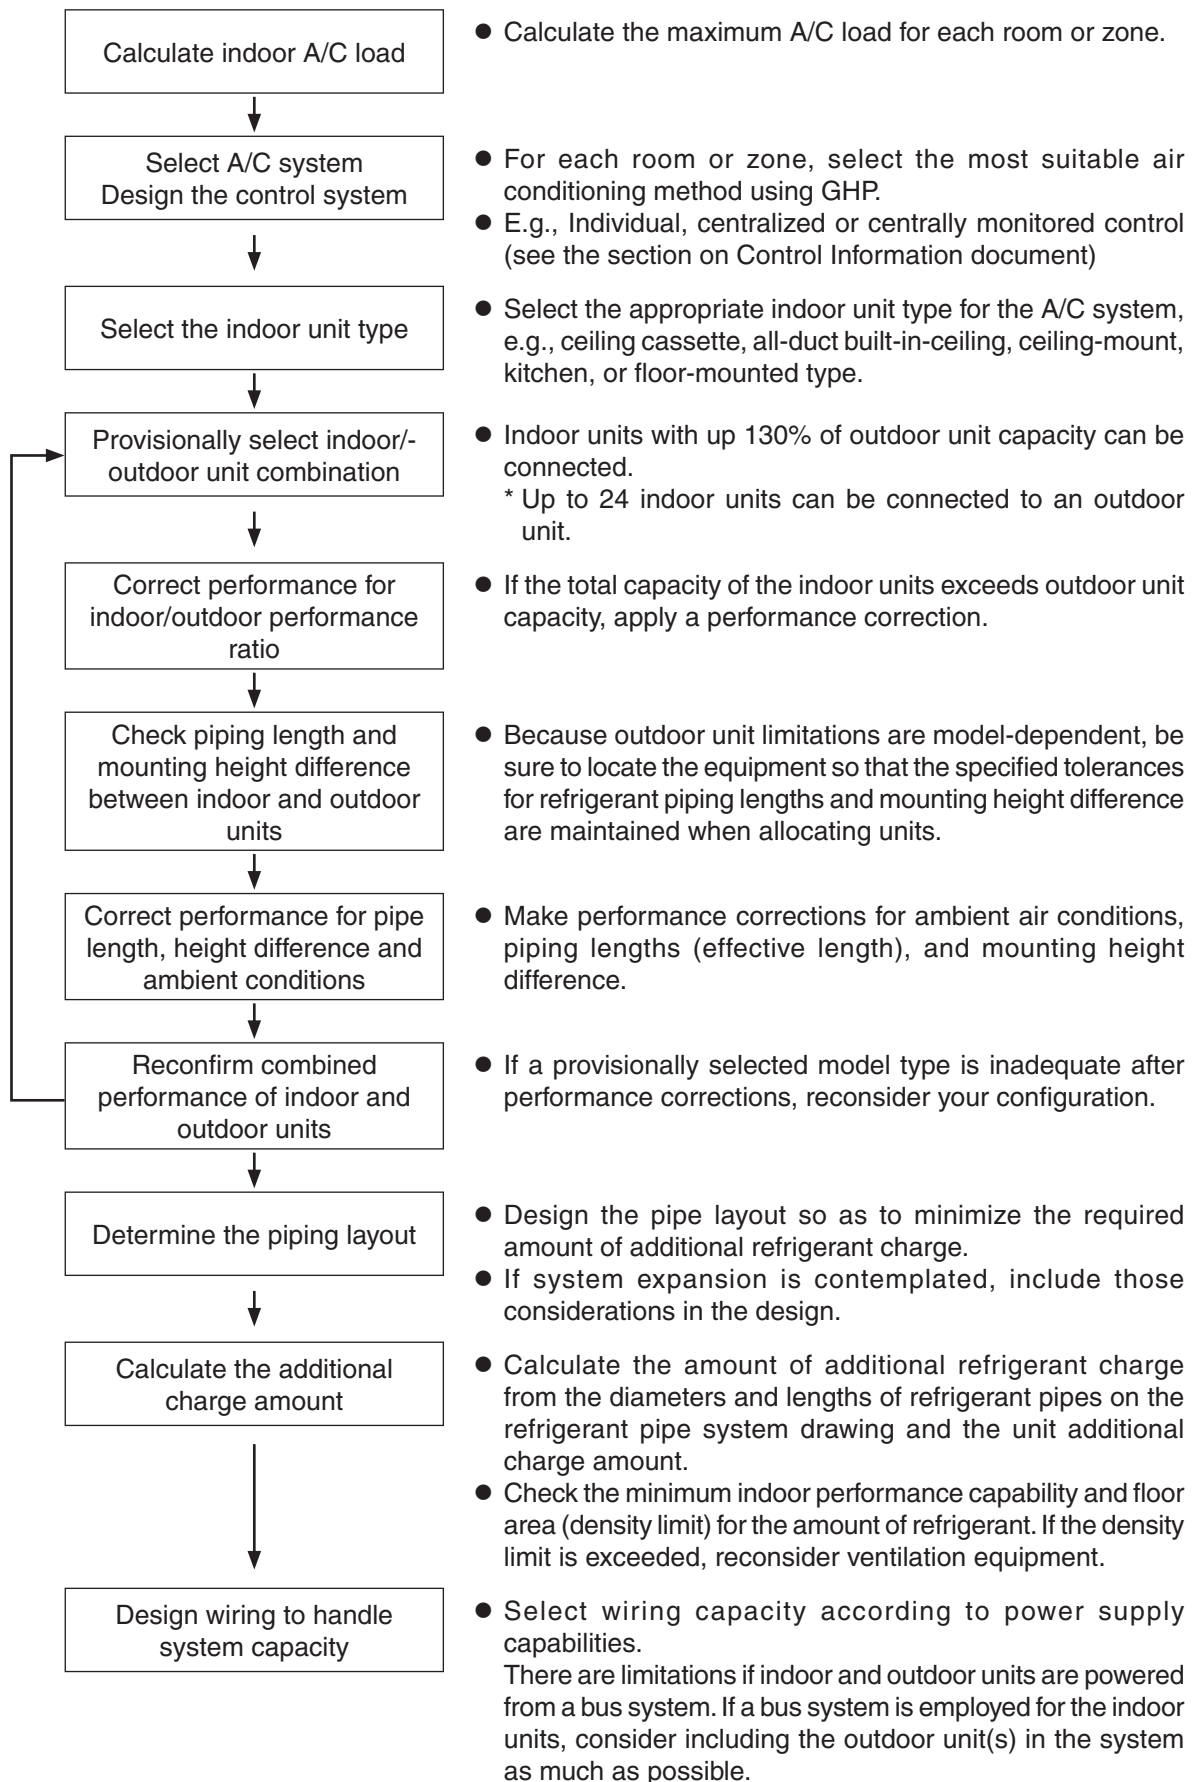 Calculate indoor A/C load
● Calculate the maximum A/C load for each room or zone.
Select A/C system
Design the control system
● For each room or zone, select the most suitable air
conditioning method using GHP.
● E.g., Individual, centralized or centrally monitored control
(see the section on Control Information document)
Select the indoor unit type
● Select the appropriate indoor unit type for the A/C system,
e.g., ceiling cassette, all-duct built-in-ceiling, ceiling-mount,
kitchen, or floor-mounted type.
Provisionally select indoor/-
outdoor unit combination
● Indoor units with up 130% of outdoor unit capacity can be
connected.
* Up to 24 indoor units can be connected to an outdoor
unit.
Correct performance for
indoor/outdoor performance
ratio
● If the total capacity of the indoor units exceeds outdoor unit
capacity, apply a performance correction.
Check piping length and
mounting height difference
between indoor and outdoor
units
● Because outdoor unit limitations are model-dependent, be
sure to locate the equipment so that the specified tolerances
for refrigerant piping lengths and mounting height difference
are maintained when allocating units.
Correct performance for pipe
length, height difference and
ambient conditions
● Make performance corrections for ambient air conditions,
piping lengths (effective length), and mounting height
difference.
Reconfirm combined
performance of indoor and
outdoor units
● If a provisionally selected model type is inadequate after
performance corrections, reconsider your configuration.
Determine the piping layout
● Design the pipe layout so as to minimize the required
amount of additional refrigerant charge.
● If system expansion is contemplated, include those
considerations in the design.
Calculate the additional
charge amount
● Calculate the amount of additional refrigerant charge
from the diameters and lengths of refrigerant pipes on the
refrigerant pipe system drawing and the unit additional
charge amount.
● Check the minimum indoor performance capability and floor
area (density limit) for the amount of refrigerant. If the density
limit is exceeded, reconsider ventilation equipment.
Design wiring to handle
system capacity
● Select wiring capacity according to power supply
capabilities.
There are limitations if indoor and outdoor units are powered
from a bus system. If a bus system is employed for the indoor
units, consider including the outdoor unit(s) in the system
as much as possible.